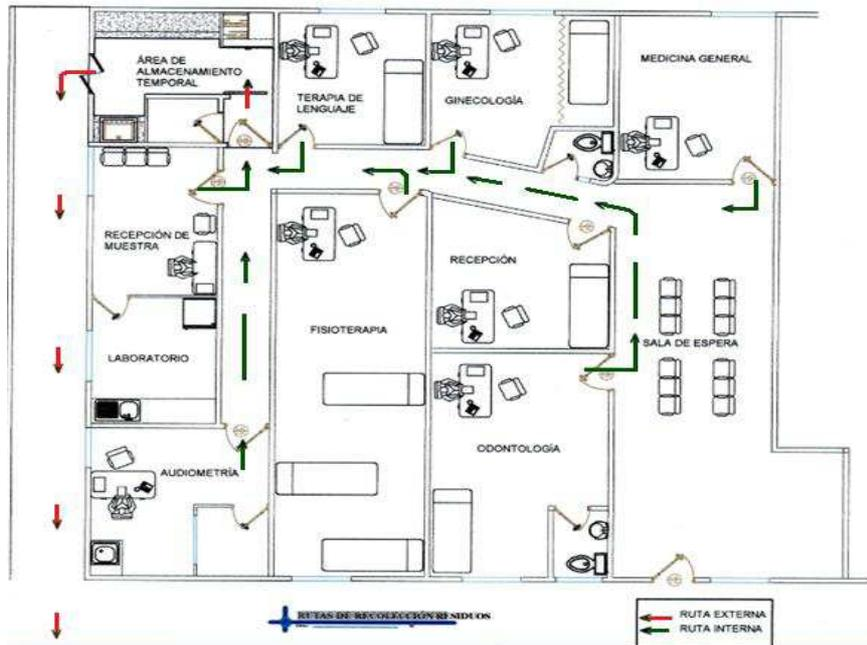 ÁREA DE
ALMACENAMIENTO
TEMPORAL
TERAPIA DE
LENGUAJE
GINECOLOGÍA
MEDICINA GENERAL
RECEPCIÓN DE
MUESTRA
RECEPCIÓN
FISIOTERAPIA
LABORATORIO
SALA DE ESPERA
AUDIOMETRÍA
ODONTOLOGÍA
RUTAS DE RECOLECCIÓN RESIDUOS
RUTA EXTERNA
RUTA INTERNA